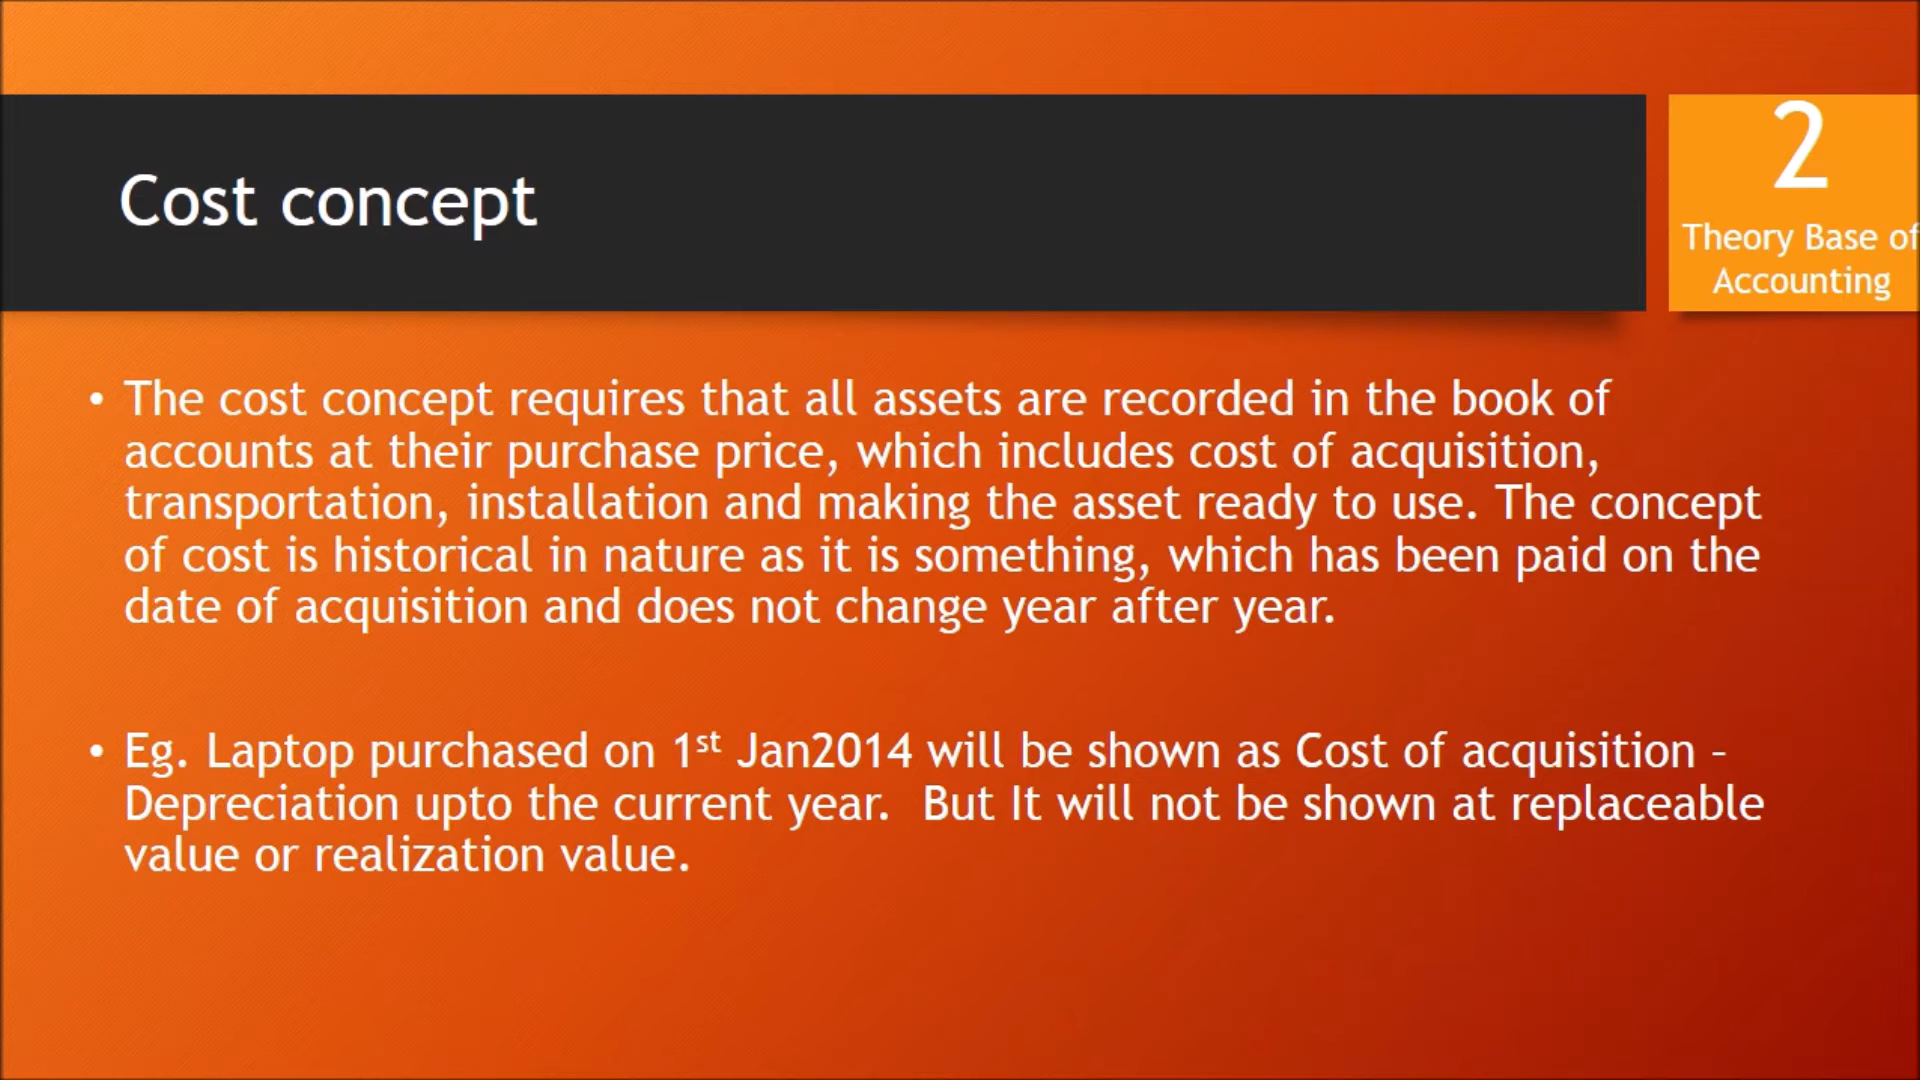 Cost concept
2
Theory Base of
Accounting
• The cost concept requires that all assets are recorded in the book of
accounts at their purchase price, which includes cost of acquisition,
transportation, installation and making the asset ready to use. The concept
of cost is historical in nature as it is something, which has been paid on the
date of acquisition and does not change year after year.
• Eg. Laptop purchased on 1st Jan2014 will be shown as Cost of acquisition –
Depreciation upto the current year.  But It will not be shown at replaceable
value or realization value.